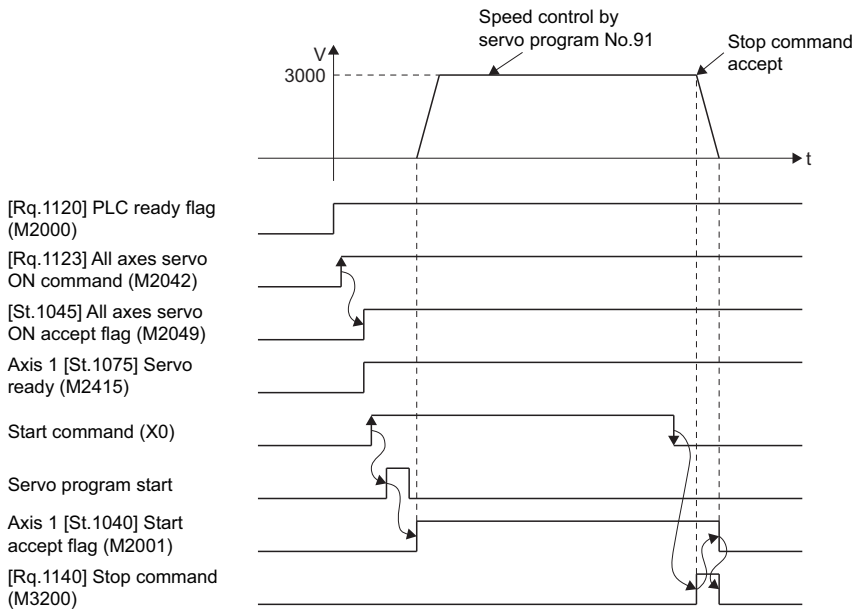 Speed control by
servo program No.91
Stop command
accept
V
3000
t
[Rq.1120] PLC ready flag
(M2000)
[Rq.1123] All axes servo
ON command (M2042)
[St.1045] All axes servo
ON accept flag (M2049)
Axis 1 [St.1075] Servo
ready (M2415)
Start command (X0)
Servo program start
Axis 1 [St.1040] Start
accept flag (M2001)
[Rq.1140] Stop command
(M3200)